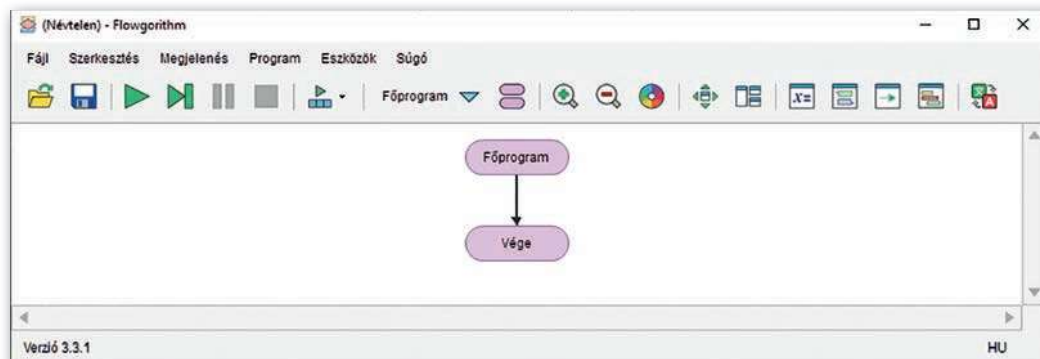 (Névtelen) - Flowgorithm
Fájl Szerkesztés Megjelenés Program Eszközök Súgó
Főprogram
x=
A
Főprogram
Vége
Verzió 3.3.1 HU